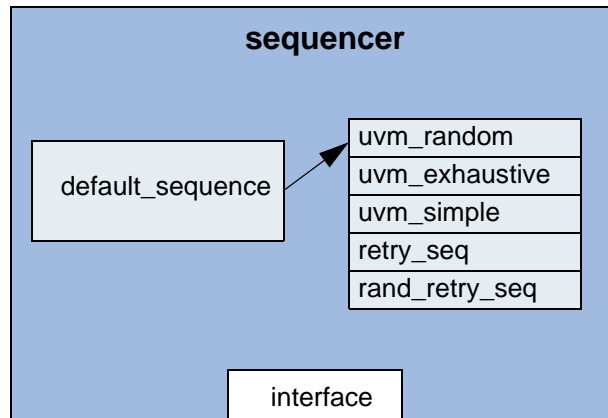 sequencer
default_sequence
uvm_random
uvm_exhaustive
uvm_simple
retry_seq
rand_retry_seq
interface